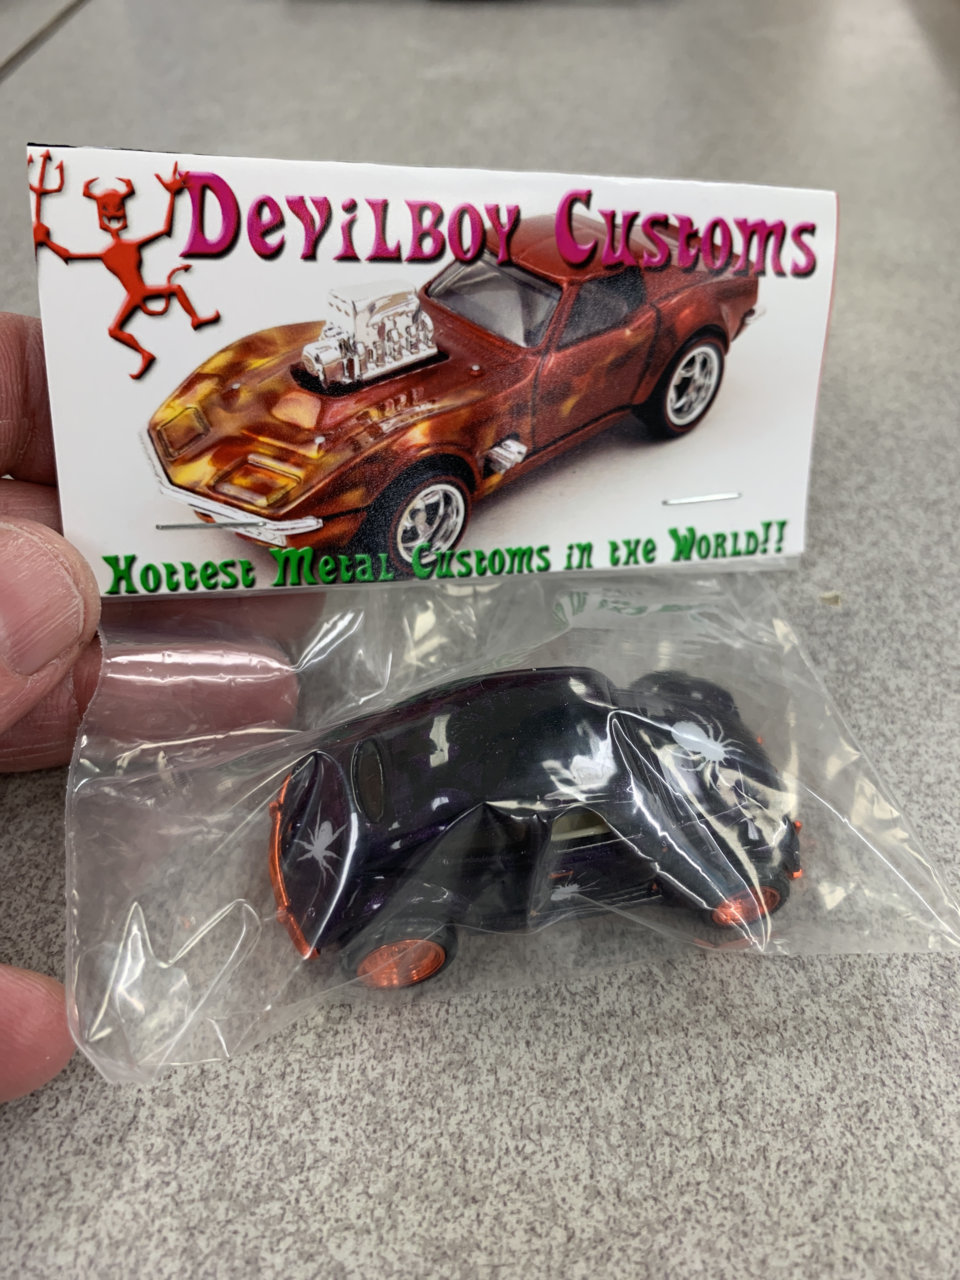 Devilboy Customs
Hottest Metal Customs in the World!!